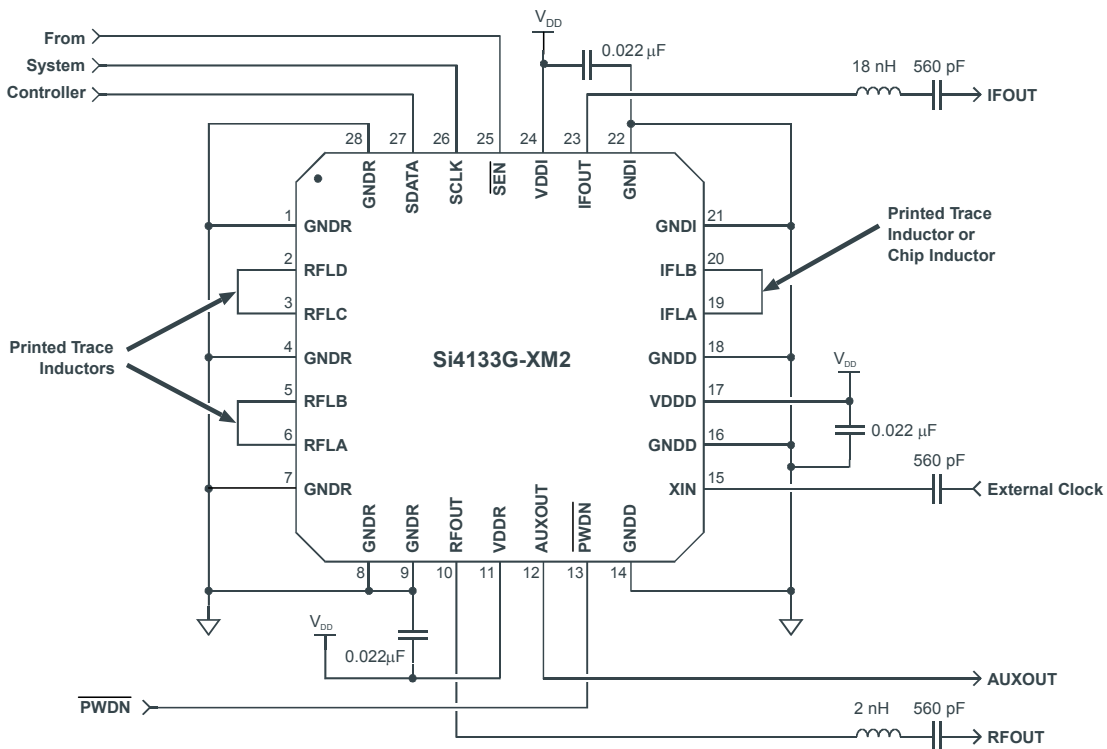 V_DD
From
0.022 μF
System
18 nH
560 pF
Controller
IFOUT
28
27
26
25
24
23
22
GNDR
SDATA
SCLK
SEN
VDDI
IFOUT
GNDI
1
GNDR
2
RFLD
3
RFLC
4
GNDR
5
RFLB
6
RFLA
7
GNDR
21
GNDI
20
IFLB
19
IFLA
18
GNDD
17
VDDD
16
GNDD
15
XIN
Printed Trace
Inductor or
Chip Inductor
Printed Trace
Inductors
Si4133G-XM2
V_DD
0.022 μF
560 pF
External Clock
GNDR
GNDR
RFOUT
VDDR
AUXOUT
PWDN
GNDD
8
9
10
11
12
13
14
V_DD
0.022μF
AUXOUT
PWDN
2 nH
560 pF
RFOUT